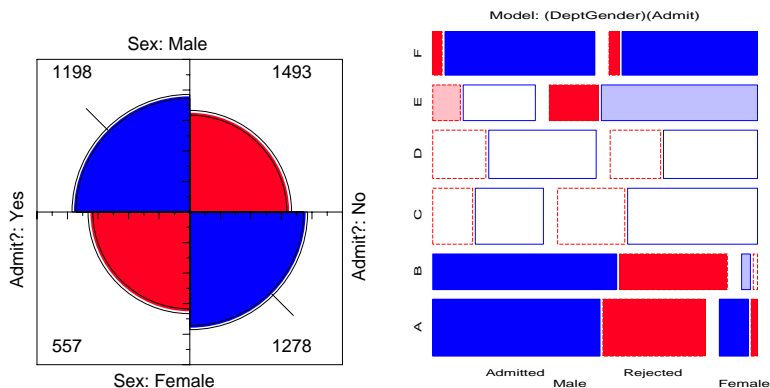 Sex: Male
1198 1493
Admit?: Yes
Admit?: No
557 1278
Sex: Female
Model: (DeptGender)(Admit)
F
E
D
C
B
A
Admitted Rejected
Male Female